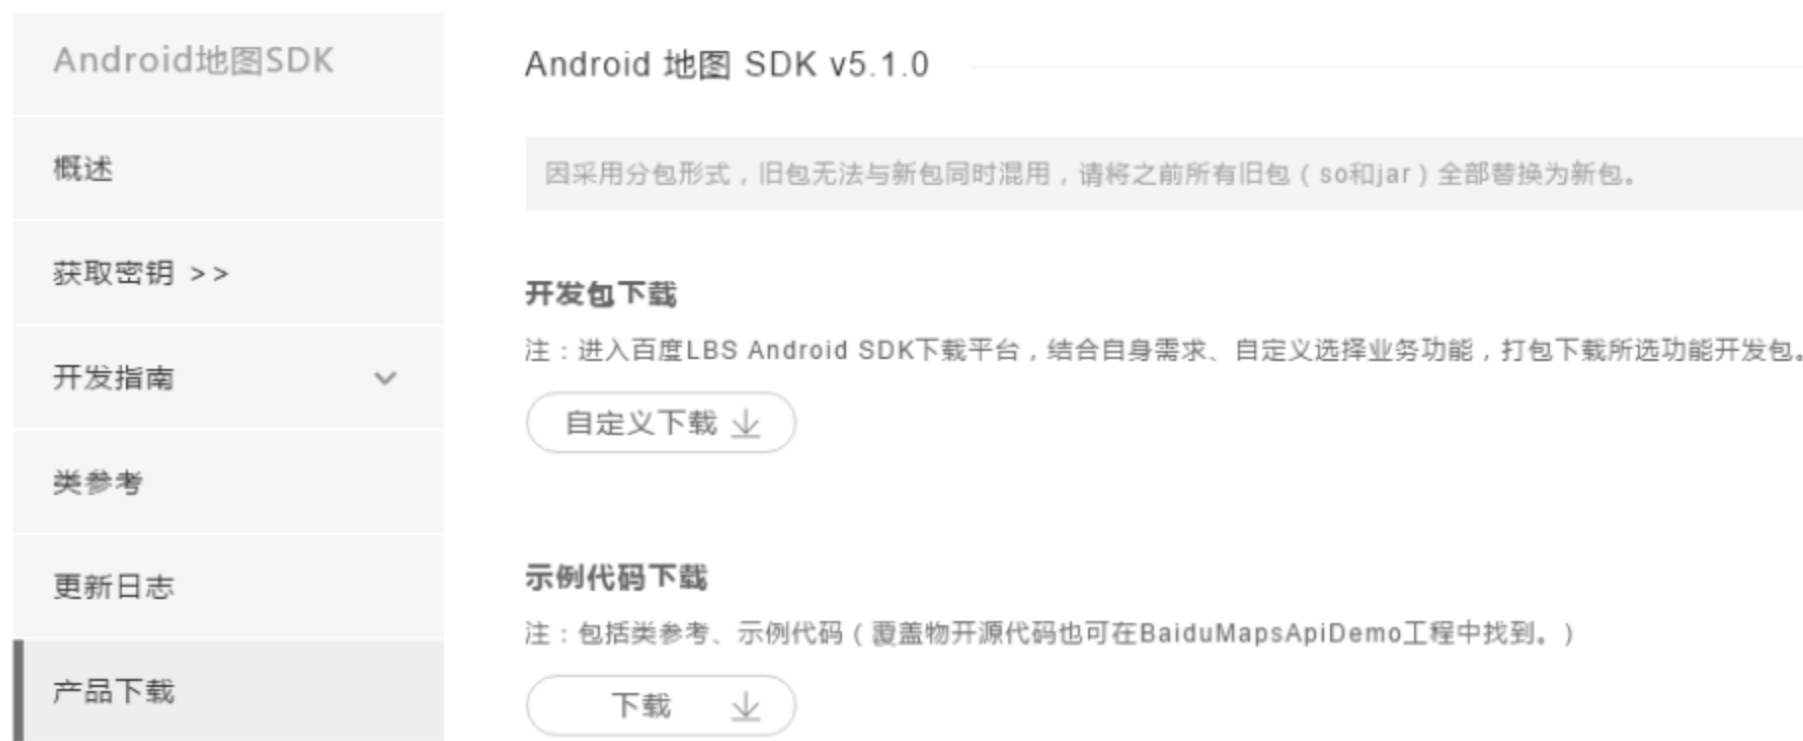 Android地图SDK
概述
获取密钥 >>
开发指南
类参考
更新日志
产品下载
Android 地图 SDK v5.1.0
因采用分包形式，旧包无法与新包同时混用，请将之前所有旧包（so和jar）全部替换为新包。
开发包下载
注：进入百度LBS Android SDK下载平台，结合自身需求、自定义选择业务功能，打包下载所选功能开发包。
自定义下载
示例代码下载
注：包括类参考、示例代码（覆盖物开源代码也可在BaiduMapsApiDemo工程中找到。）
下载